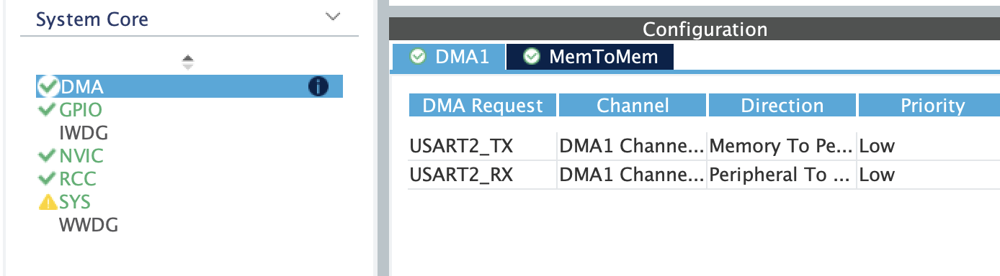 System Core
DMA
GPIO
IWDG
NVIC
RCC
SYS
WWDG
Configuration
DMA1 MemToMem
DMA Request Channel Direction Priority
USART2_TX DMA1 Channe... Memory To Pe... Low
USART2_RX DMA1 Channe... Peripheral To ... Low